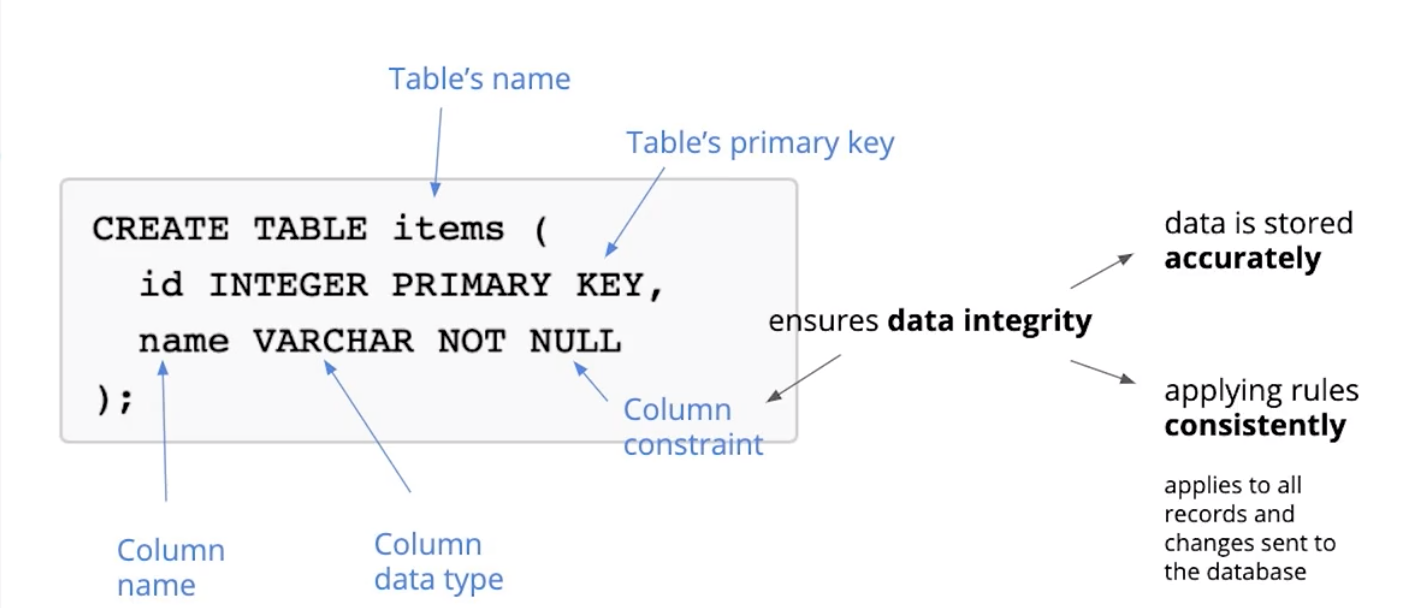 Table's name
Table's primary key
CREATE TABLE items (
id INTEGER PRIMARY KEY,
name VARCHAR NOT NULL
);
Column
constraint
Column
name
Column
data type
ensures data integrity
data is stored
accurately
applying rules
consistently
applies to all
records and
changes sent to
the database